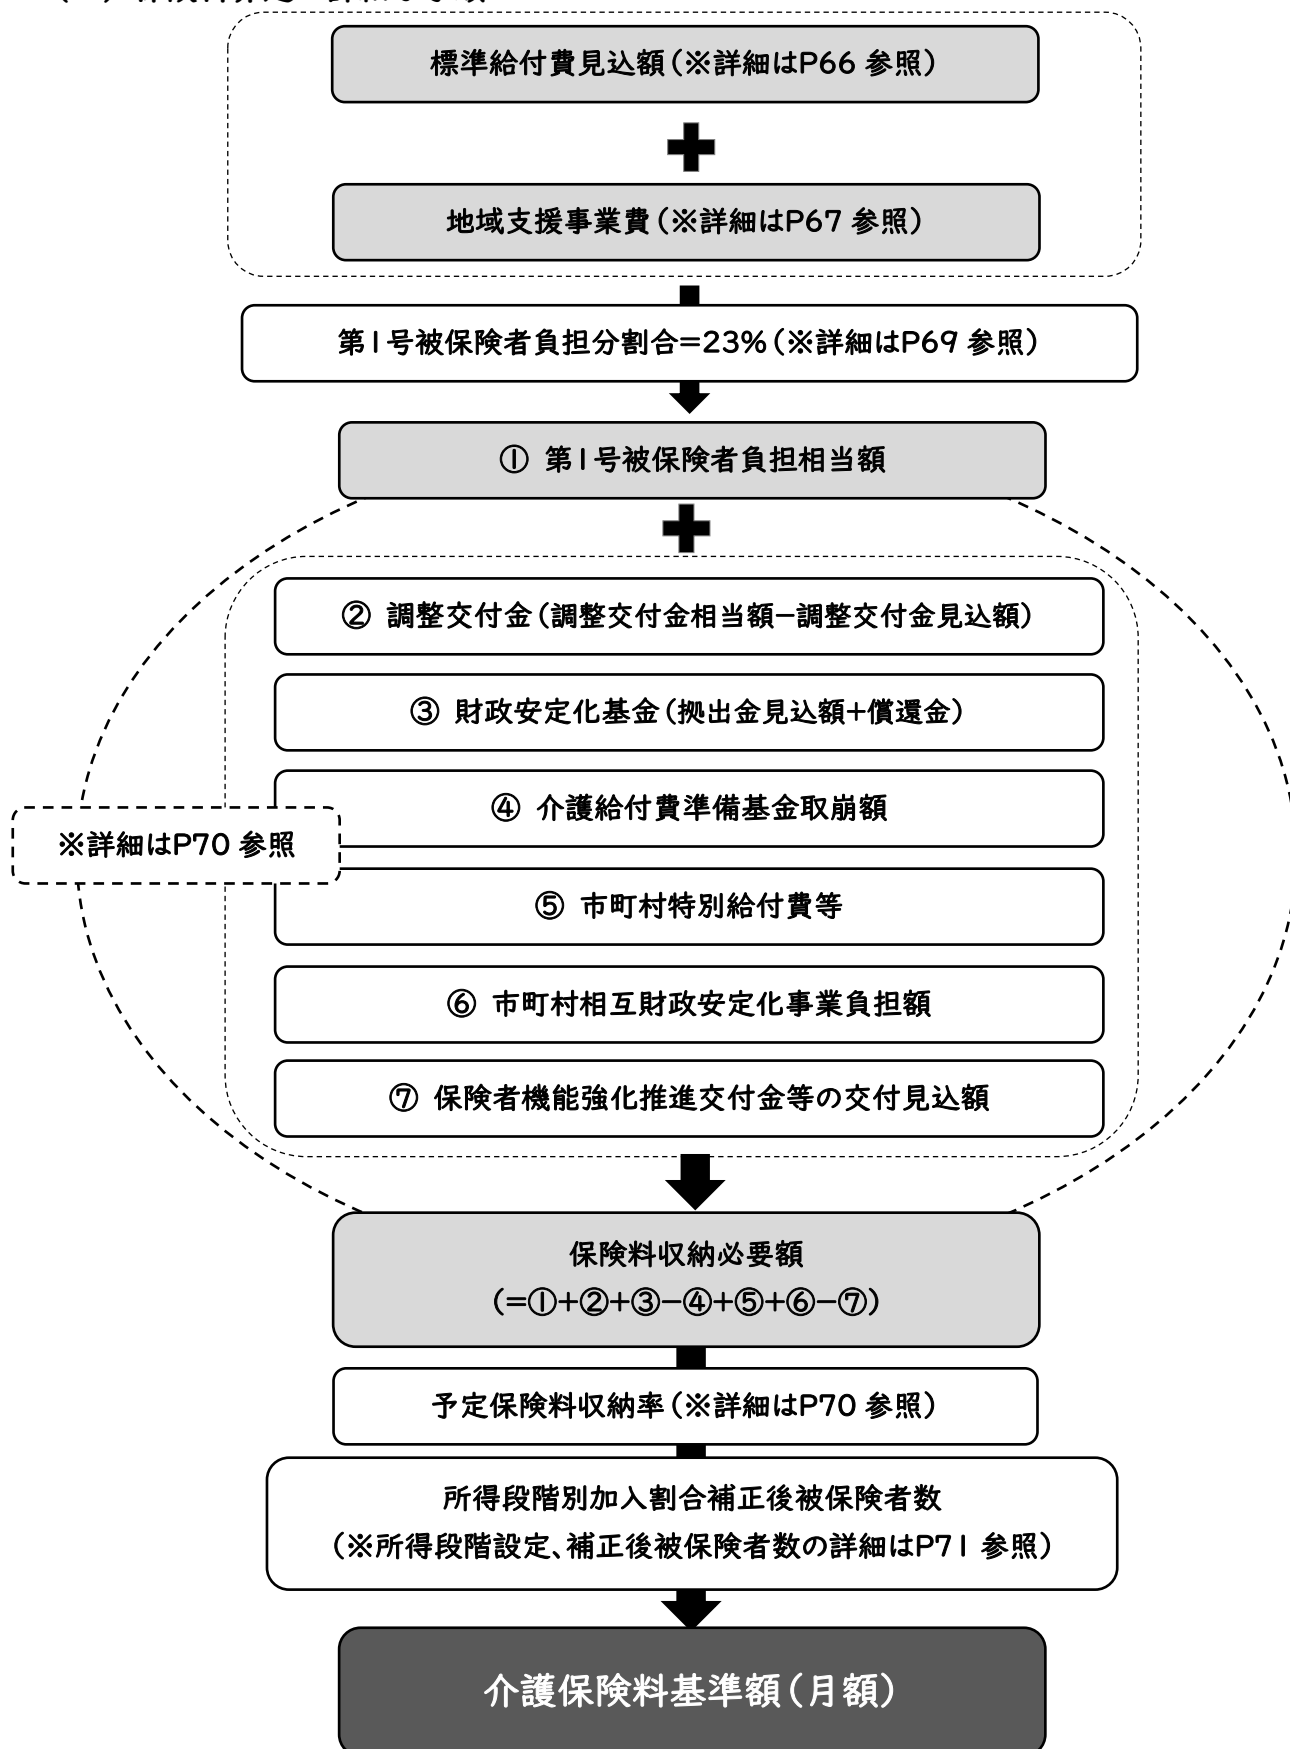 標準給付費見込額(※詳細はP66 参照)
地域支援事業費(※詳細はP67 参照)
第1号被保険者負担分割合=23%(※詳細はP69 参照)
① 第1号被保険者負担相当額
② 調整交付金(調整交付金相当額−調整交付金見込額)
③ 財政安定化基金(拠出金見込額+償還金)
④ 介護給付費準備基金取崩額
※詳細はP70 参照
⑤ 市町村特別給付費等
⑥ 市町村相互財政安定化事業負担額
⑦ 保険者機能強化推進交付金等の交付見込額
保険料収納必要額
(=①+②+③−④+⑤+⑥−⑦)
予定保険料収納率(※詳細はP70 参照)
所得段階別加入割合補正後被保険者数
(※所得段階設定、補正後被保険者数の詳細はP71 参照)
介護保険料基準額(月額)